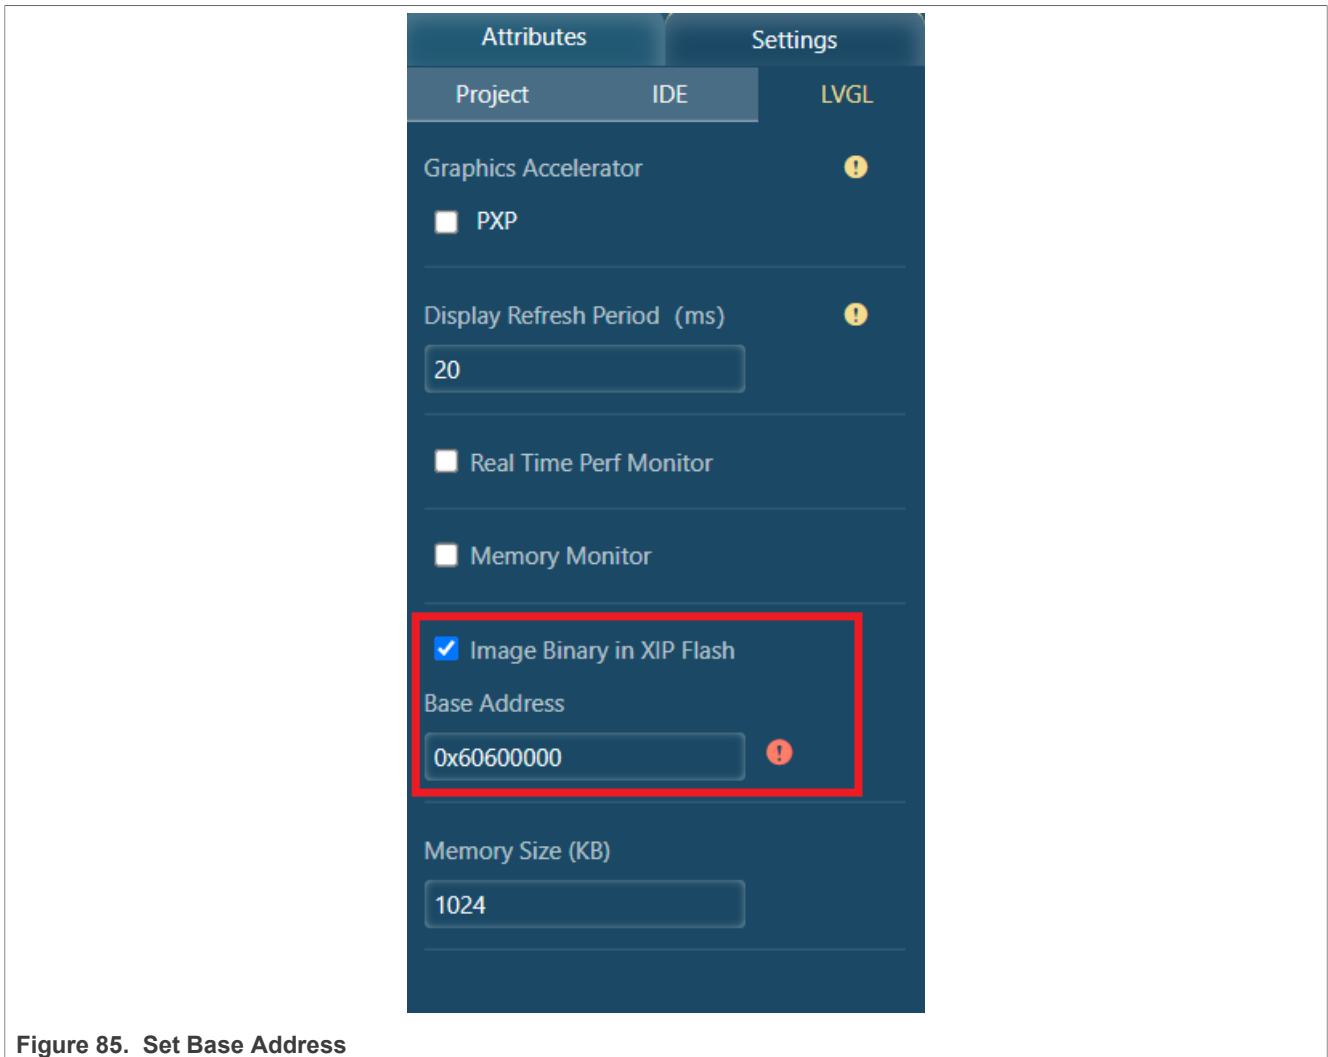 Attributes Settings
Project IDE LVGL
Graphics Accelerator
PXP
Display Refresh Period (ms)
20
Real Time Perf Monitor
Memory Monitor
Image Binary in XIP Flash
Base Address
0x60600000
Memory Size (KB)
1024
Figure 85. Set Base Address